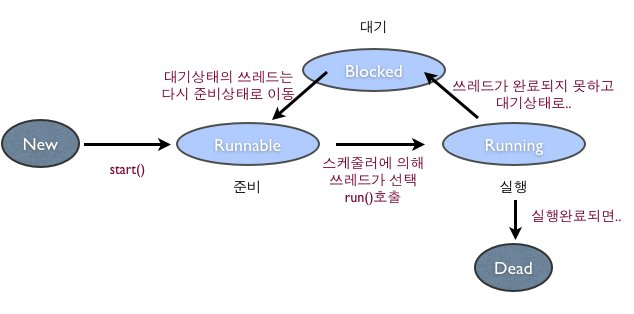 대기
Blocked
대기상태의 쓰레드는
다시 준비상태로 이동
쓰레드가 완료되지 못하고
대기상태로..
New
start()
Runnable
준비
스케줄러에 의해
쓰레드가 선택
run()호출
Running
실행
실행완료되면..
Dead